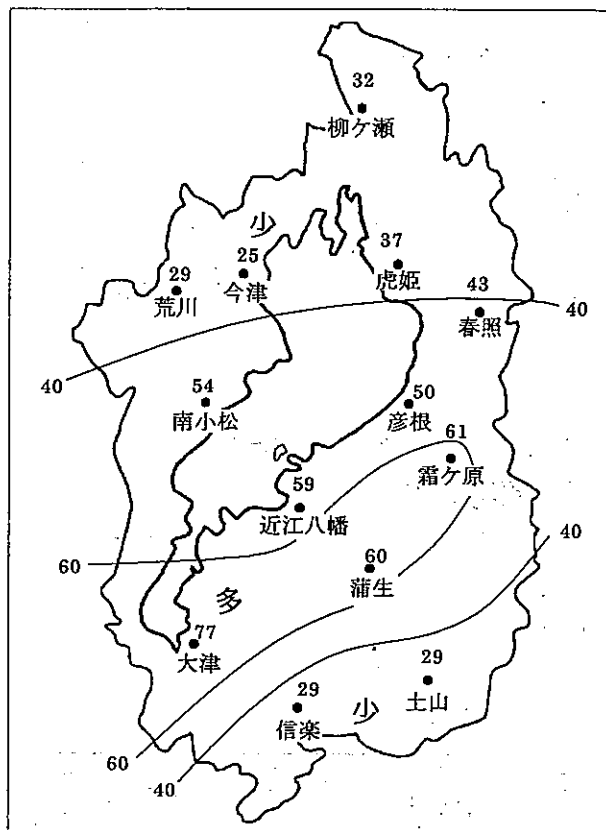 32
柳ケ瀬
少
25
今津
29
荒川
37
虎姫
43
春照
40
40
54
南小松
50
彦根
61
霜ケ原
59
近江八幡
60
40
60
蒲生
多
77
大津
29
土山
29
信楽
少
60
40